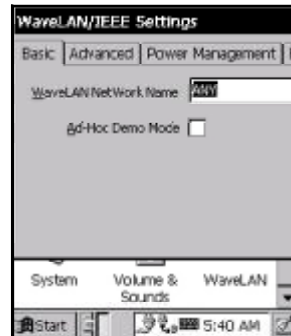 WaveLAN/IEEE Settings
Basic Advanced Power Management
WaveLAN NetWork Name ANY
Ad-Hoc Demo Mode
System Volume & Sounds WaveLAN
Start 5:40 AM